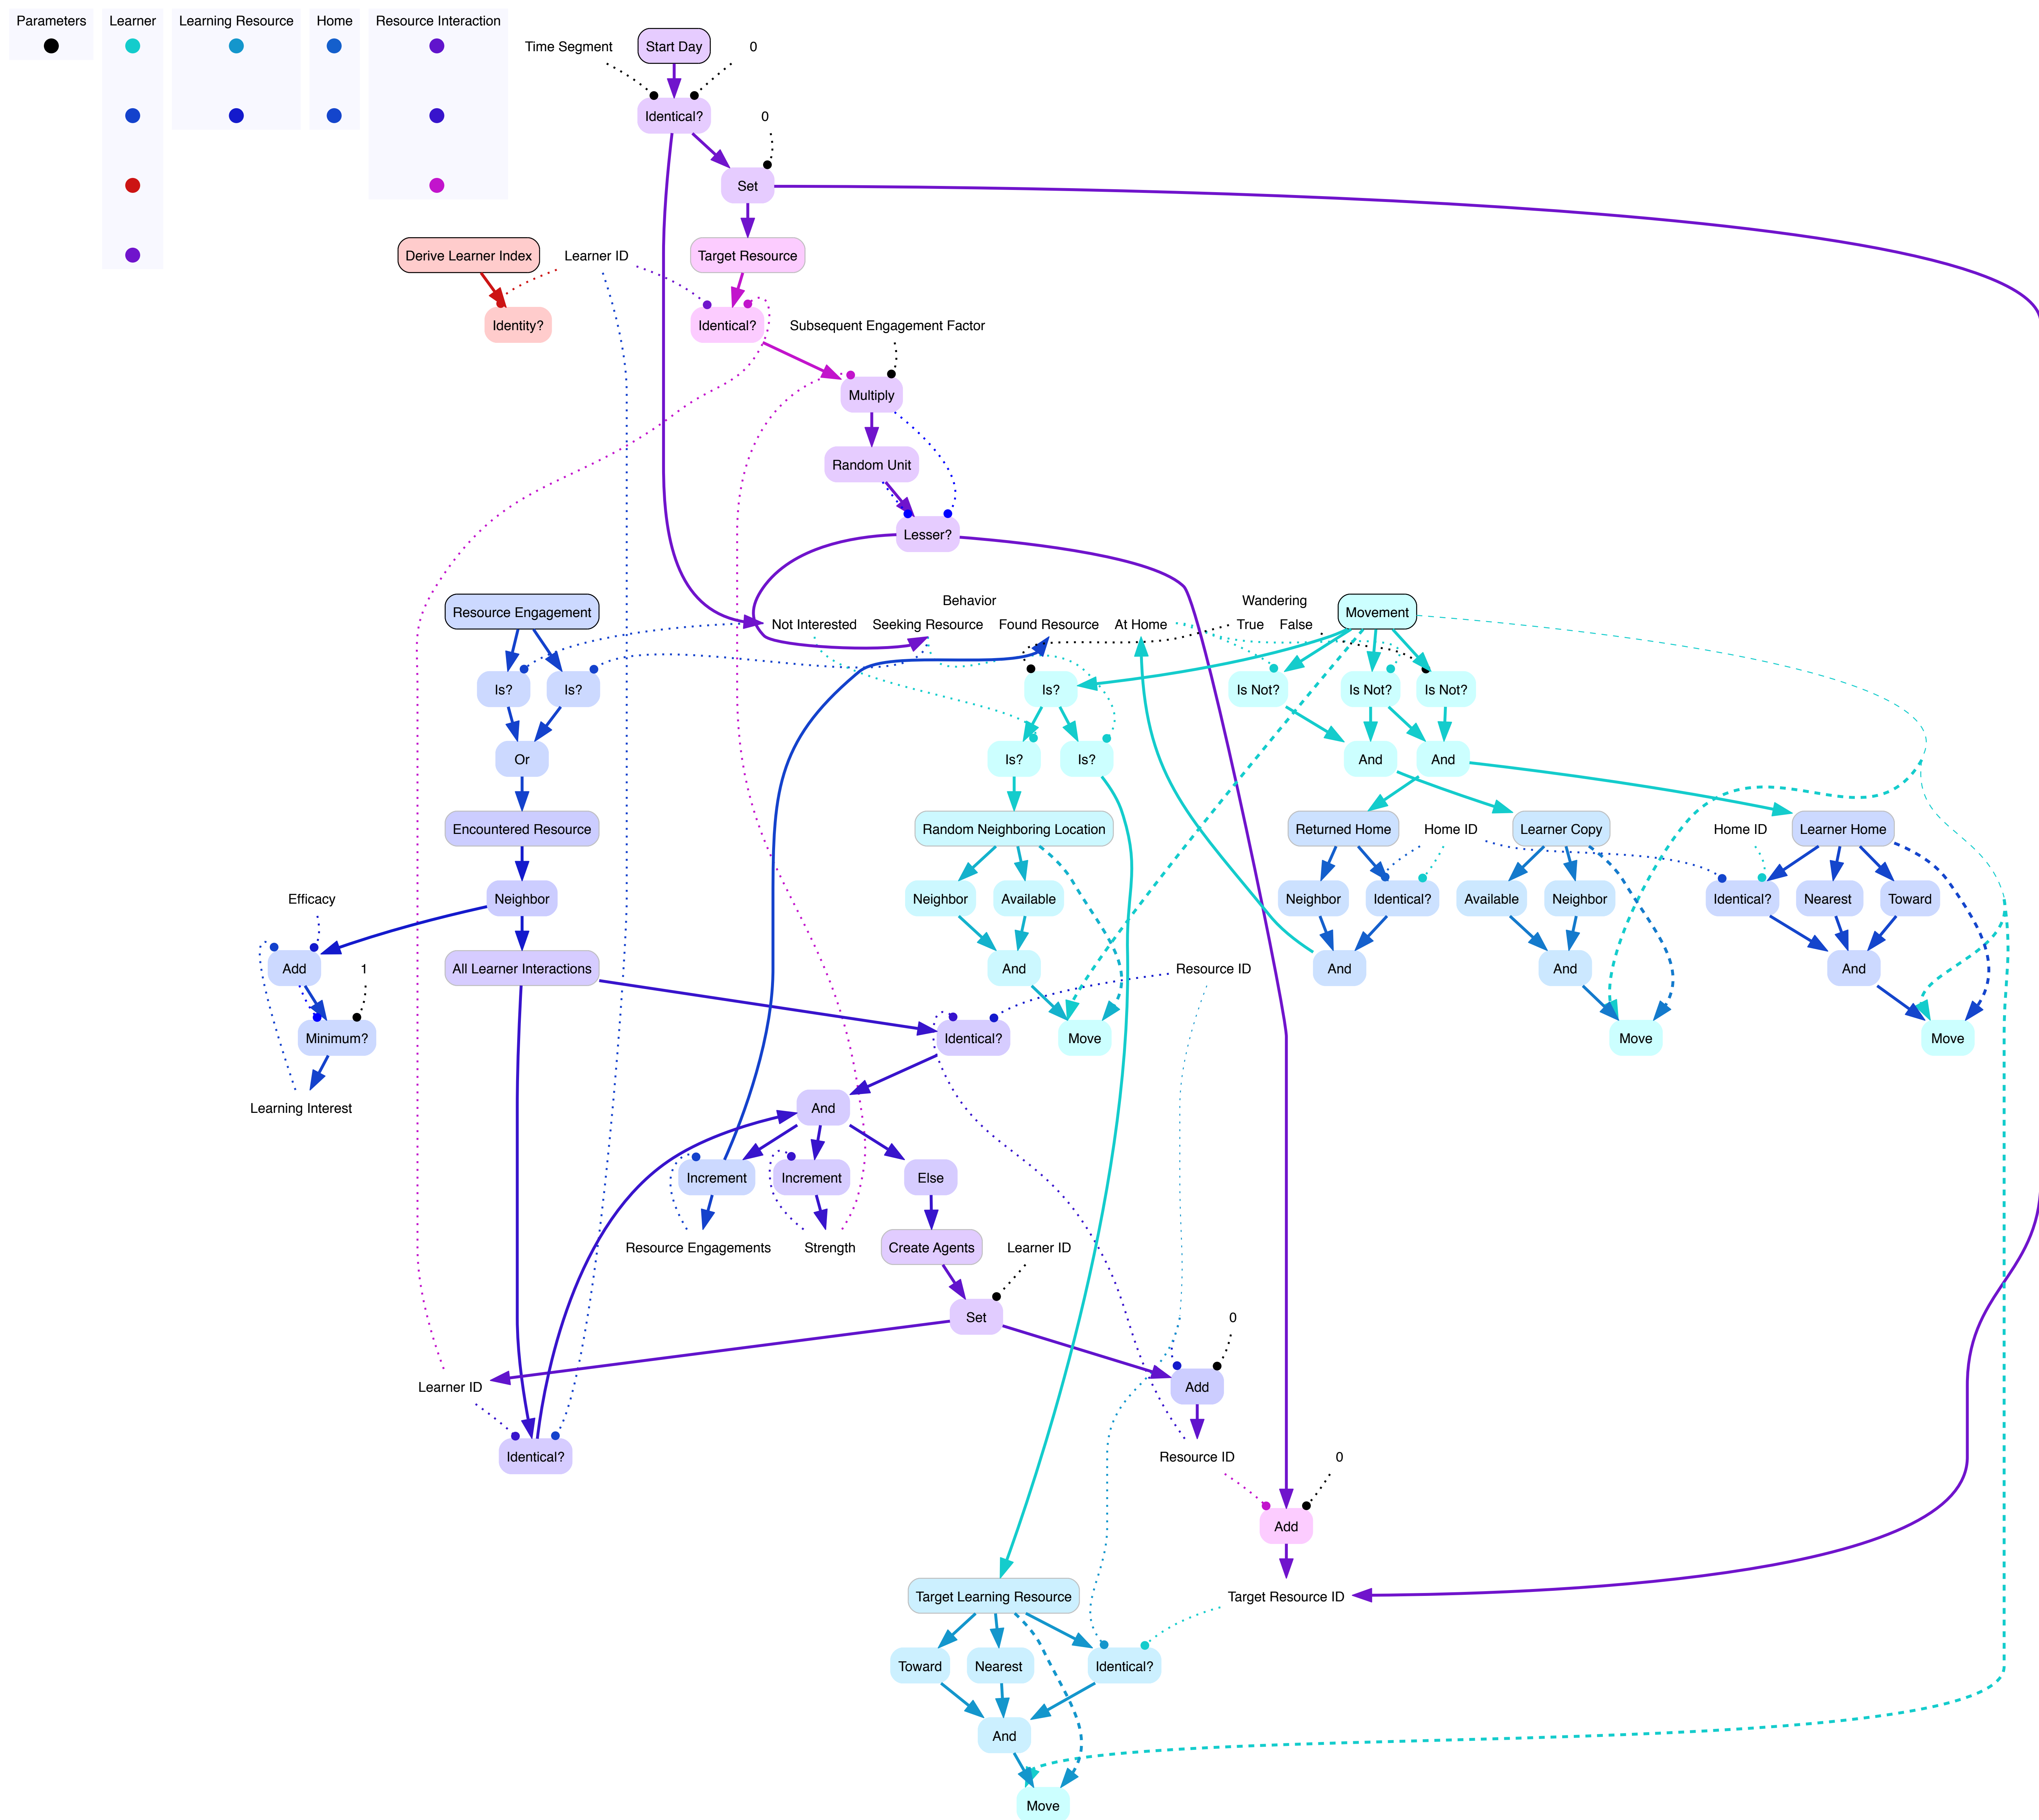 Parameters
Learner
Learning Resource
Home
Resource Interaction
Time Segment
Start Day
0
Identical?
0
Set
Derive Learner Index
Learner ID
Target Resource
Identity?
Identical?
Subsequent Engagement Factor
Multiply
Random Unit
Lesser?
Resource Engagement
Behavior
Wandering
Movement
Not Interested
Seeking Resource
Found Resource
At Home
True
False
Is?
Is?
Is?
Is Not?
Is Not?
Is Not?
Or
Is?
Is?
And
And
Encountered Resource
Random Neighboring Location
Returned Home
Home ID
Learner Copy
Home ID
Learner Home
Efficacy
Neighbor
Neighbor
Available
Neighbor
Identical?
Available
Neighbor
Identical?
Nearest
Toward
Add
1
All Learner Interactions
And
Resource ID
And
And
And
Minimum?
Identical?
Move
Move
Move
Learning Interest
And
Increment
Increment
Else
Resource Engagements
Strength
Create Agents
Learner ID
Set
0
Learner ID
Add
Identical?
Resource ID
0
Add
Target Learning Resource
Target Resource ID
Toward
Nearest
Identical?
And
Move